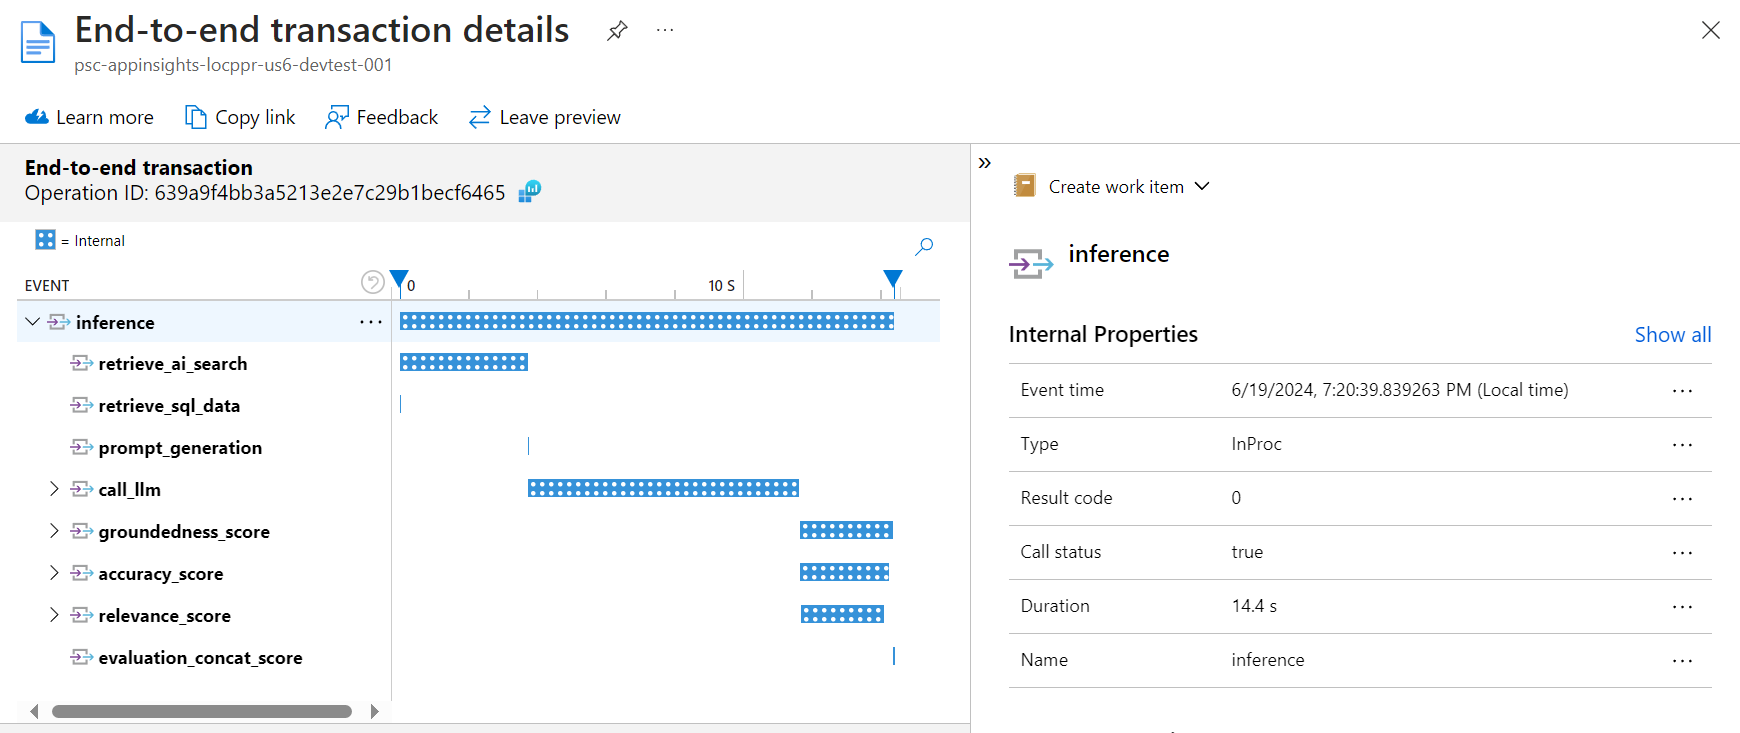 End-to-end transaction details
psc-appinsights-locppr-us6-devtest-001
Learn more
Copy link
Feedback
Leave preview
End-to-end transaction
Operation ID: 639a9f4bb3a5213e2e7c29b1becf6465
= Internal
EVENT
0
10 S
inference
retrieve_ai_search
retrieve_sql_data
prompt_generation
call_llm
groundedness_score
accuracy_score
relevance_score
evaluation_concat_score
Create work item
inference
Internal Properties
Show all
Event time 6/19/2024, 7:20:39.839263 PM (Local time)
Type InProc
Result code 0
Call status true
Duration 14.4 s
Name inference